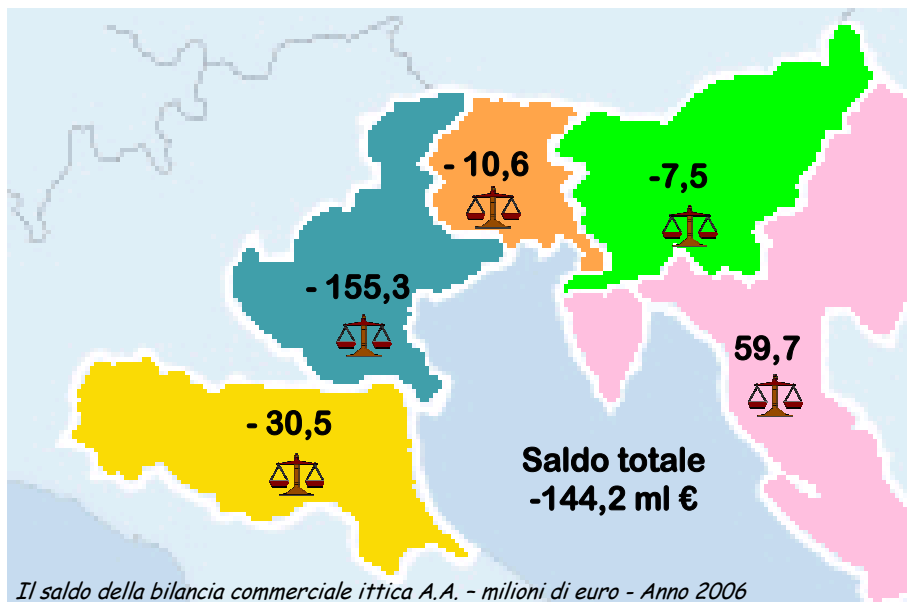 - 10,6
-7,5
- 155,3
59,7
- 30,5
Saldo totale
-144,2 ml €
Il saldo della bilancia commerciale ittica A.A. – milioni di euro - Anno 2006